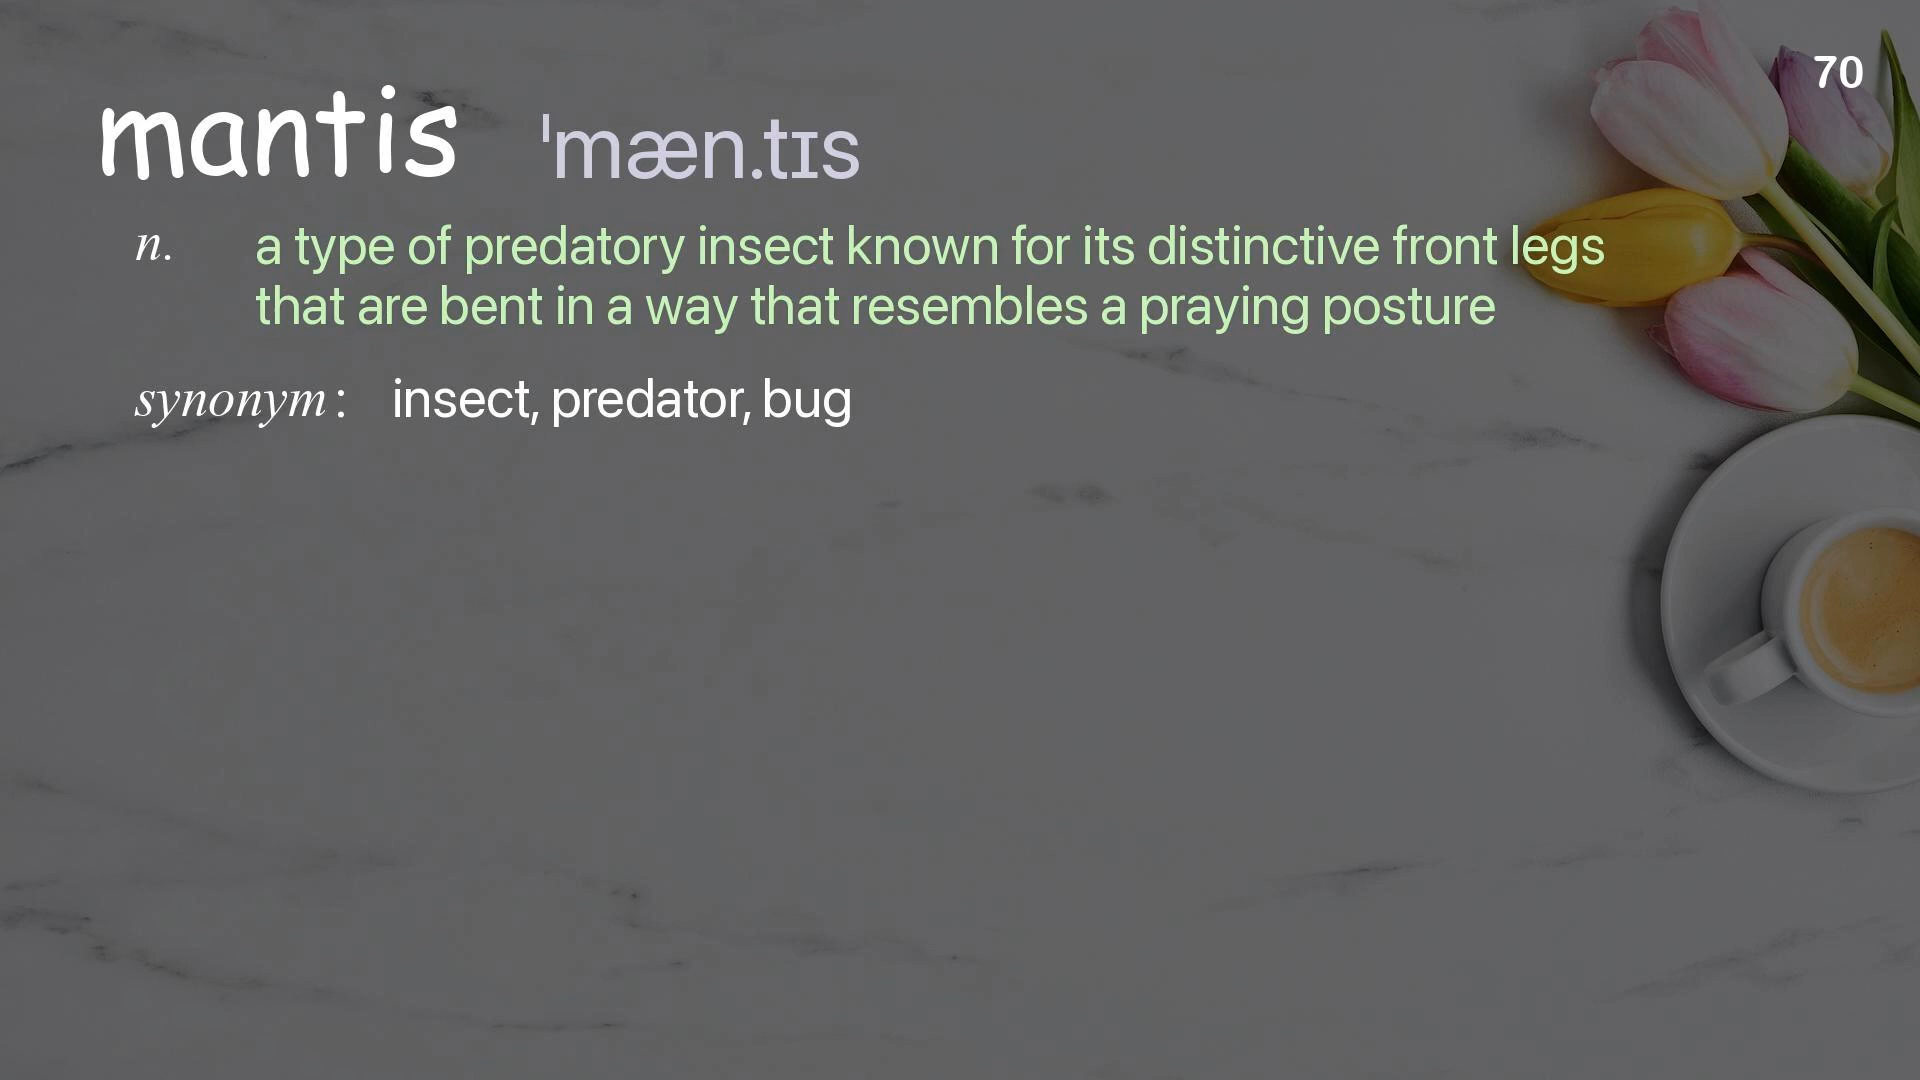 70
mantis ˈmæn.tɪs
n. a type of predatory insect known for its distinctive front legs
that are bent in a way that resembles a praying posture
synonym : insect, predator, bug